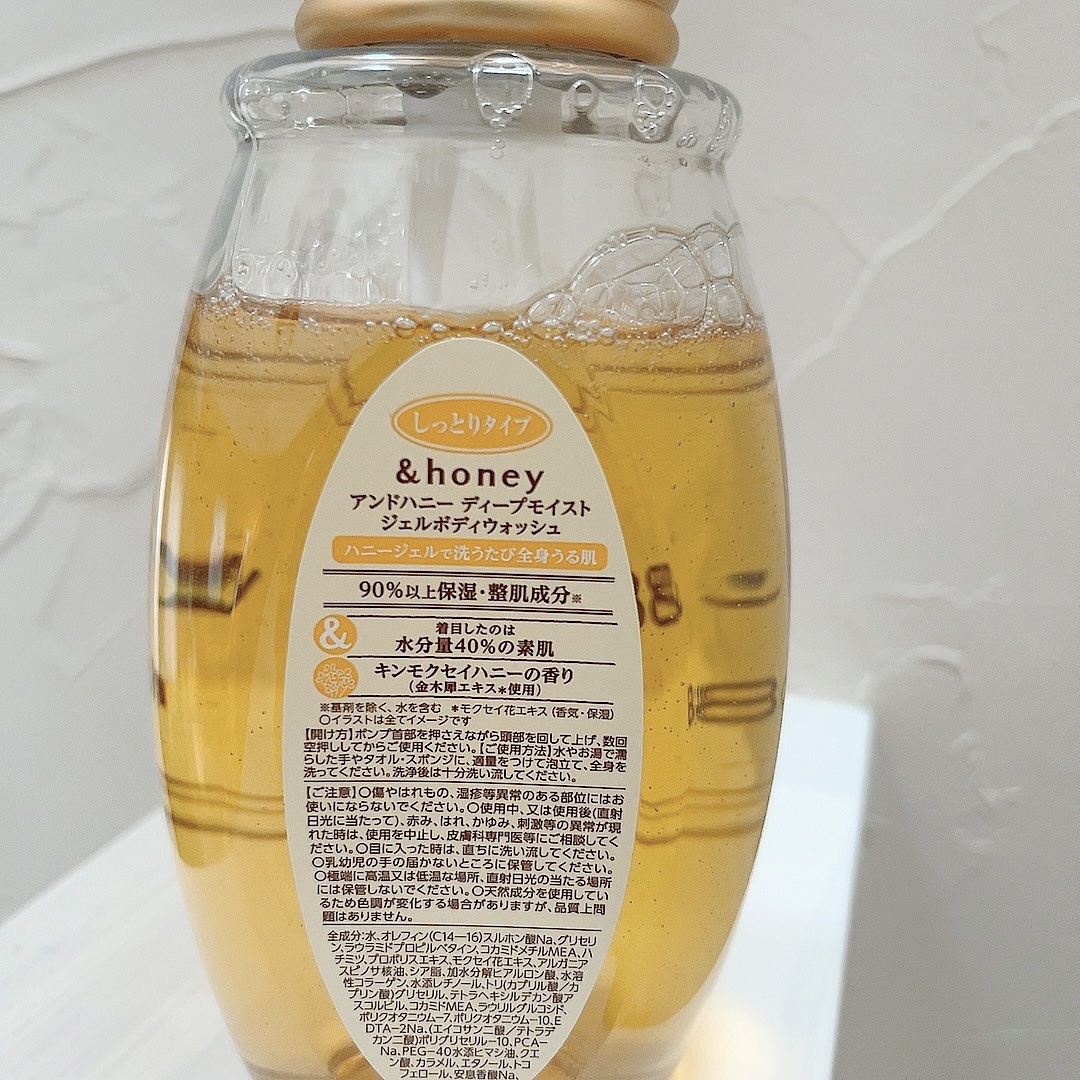 しっとりタイプ
&honey
アンドハニー ディープモイスト
ジェルボディウォッシュ
ハニージェルで洗うたび全身うる肌
90%以上保湿・整肌成分※
&
着目したのは
水分量40%の素肌
キンモクセイハニーの香り
(金木犀エキス*使用)
※基剤を除く、水を含む *モクセイ花エキス(香気・保湿)
○イラストは全てイメージです
【開け方】ポンプ首部を押さえながら頭部を回して上げ、数回
空押ししてからご使用ください。【ご使用方法】水やお湯で濡
らした手やタオル・スポンジに、適量をつけて泡立て、全身を
洗ってください。洗浄後は十分洗い流してください。
【ご注意】○傷やはれもの、湿疹等異常のある部位にはお
使いにならないでください。○使用中、又は使用後(直射
日光に当たって)、赤み、はれ、かゆみ、刺激等の異常が現
れた時は、使用を中止し、皮膚科専門医等にご相談してく
ださい。○目に入った時は、直ちに洗い流してください。
○乳幼児の手の届かないところに保管してください。
○極端に高温又は低温な場所、直射日光の当たる場所
には保管しないでください。○天然成分を使用してい
るため色調が変化する場合がありますが、品質上問
題はありません。
全成分:水、オレフィン(C14-16)スルホン酸Na、グリセリ
ン、ラウラミドプロピルベタイン、コカミドメチルMEA、ハ
チミツ、プロポリスエキス、モクセイ花エキス、アルガニア
スピノサ核油、シア脂、加水分解ヒアルロン酸、水溶
性コラーゲン、水添レチノール、トリ(カプリル酸/カ
プリン酸)グリセリル、テトラヘキシルデカン酸ア
スコルビル、コカミドMEA、ラウリルグルコシド、
ポリクオタニウム-7、ポリクオタニウム-10、E
DTA-2Na、(エイコサン二酸/テトラデ
カン二酸)ポリグリセリル-10、PCA-
Na、PEG-40水添ヒマシ油、クエ
ン酸、カラメル、エタノール、トコ
フェロール、安息香酸Na、